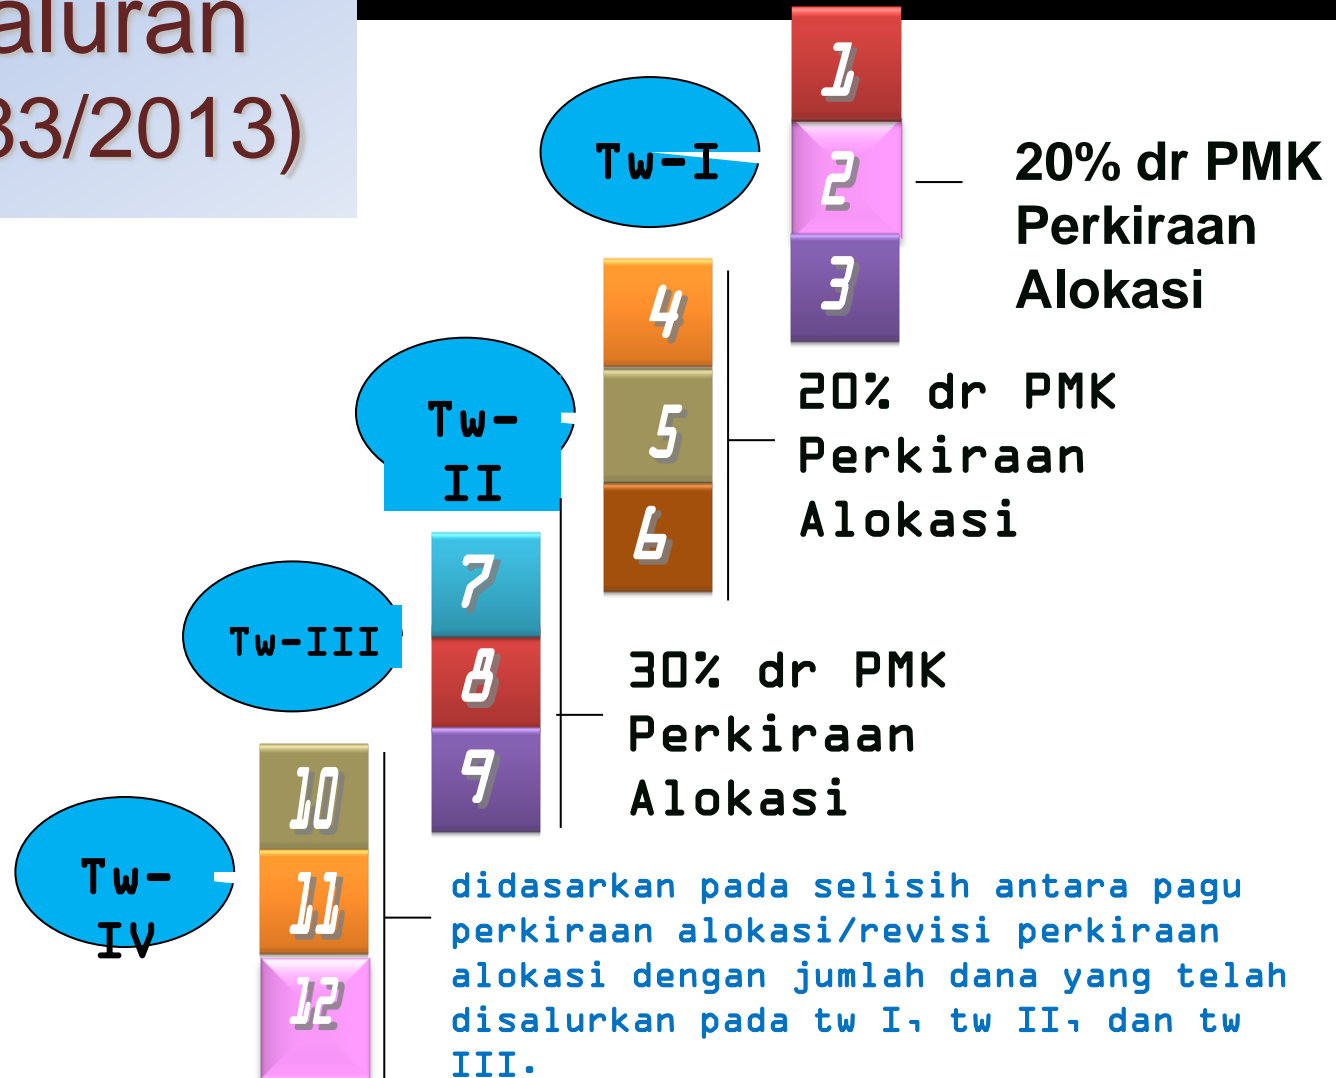 aluran
33/2013)
Tw-I
1
2
3
20% dr PMK
Perkiraan
Alokasi
Tw-
II
4
5
6
20% dr PMK
Perkiraan
Alokasi
Tw-III
7
8
9
30% dr PMK
Perkiraan
Alokasi
Tw-
IV
10
11
12
didasarkan pada selisih antara pagu
perkiraan alokasi/revisi perkiraan
alokasi dengan jumlah dana yang telah
disalurkan pada tw I, tw II, dan tw
III.